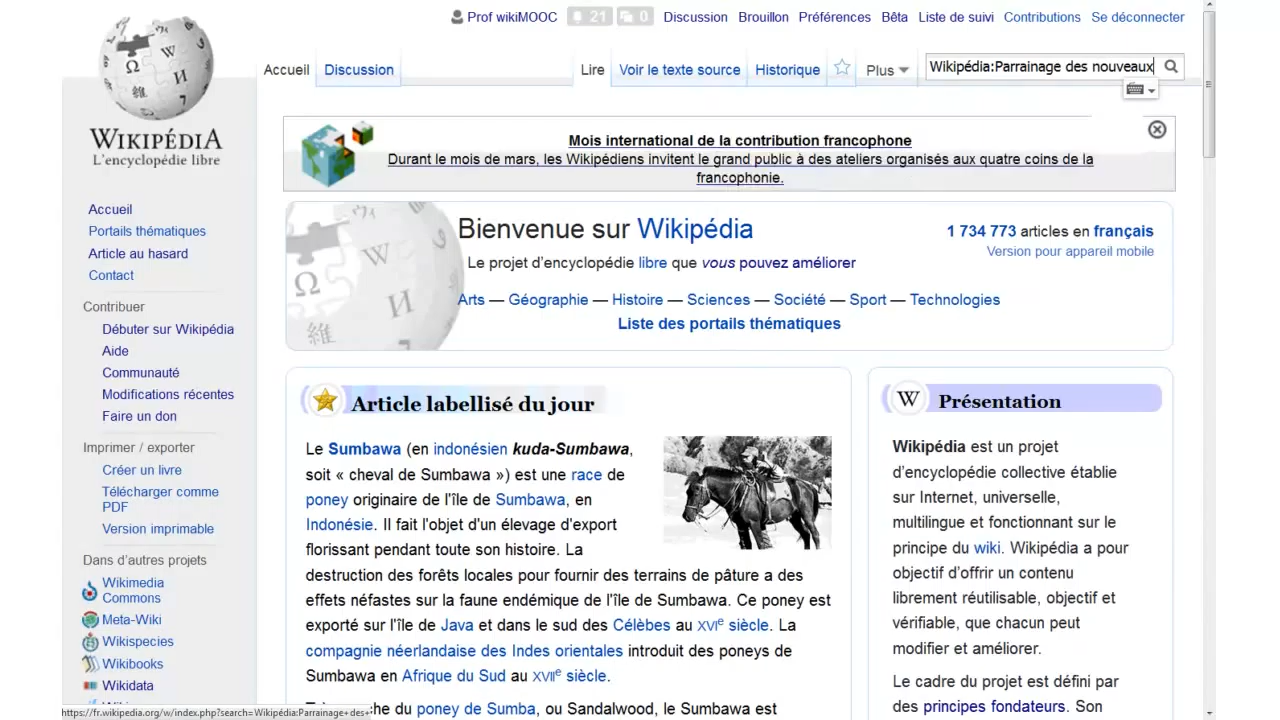 Prof wikiMOOC 21 0 Discussion Brouillon Préférences Bêta Liste de suivi Contributions Se déconnecter
Accueil Discussion Lire Voir le texte source Historique Plus Wikipédia:Parrainage des nouveaux
WIKIPÉDIA
L'encyclopédie libre
Accueil
Portails thématiques
Article au hasard
Contact
Contribuer
Débuter sur Wikipédia
Aide
Communauté
Modifications récentes
Faire un don
Imprimer / exporter
Créer un livre
Télécharger comme
PDF
Version imprimable
Dans d'autres projets
Wikimedia
Commons
Meta-Wiki
Wikispecies
Wikibooks
Wikidata
https://fr.wikipedia.org/w/index.php?search=Wikipédia:Parrainage+des+
Mois international de la contribution francophone
Durant le mois de mars, les Wikipédiens invitent le grand public à des ateliers organisés aux quatre coins de la
francophonie.
Bienvenue sur Wikipédia
Le projet d'encyclopédie libre que vous pouvez améliorer
1 734 773 articles en français
Version pour appareil mobile
Arts — Géographie — Histoire — Sciences — Société — Sport — Technologies
Liste des portails thématiques
Article labellisé du jour
Le Sumbawa (en indonésien kuda-Sumbawa,
soit « cheval de Sumbawa ») est une race de
poney originaire de l'île de Sumbawa, en
Indonésie. Il fait l'objet d'un élevage d'export
florissant pendant toute son histoire. La
destruction des forêts locales pour fournir des terrains de pâture a des
effets néfastes sur la faune endémique de l'île de Sumbawa. Ce poney est
exporté sur l'île de Java et dans le sud des Célèbes au XVIe siècle. La
compagnie néerlandaise des Indes orientales introduit des poneys de
Sumbawa en Afrique du Sud au XVIIe siècle.
che du poney de Sumba, ou Sandalwood, le Sumbawa est
W Présentation
Wikipédia est un projet
d'encyclopédie collective établie
sur Internet, universelle,
multilingue et fonctionnant sur le
principe du wiki. Wikipédia a pour
objectif d'offrir un contenu
librement réutilisable, objectif et
vérifiable, que chacun peut
modifier et améliorer.
Le cadre du projet est défini par
des principes fondateurs. Son